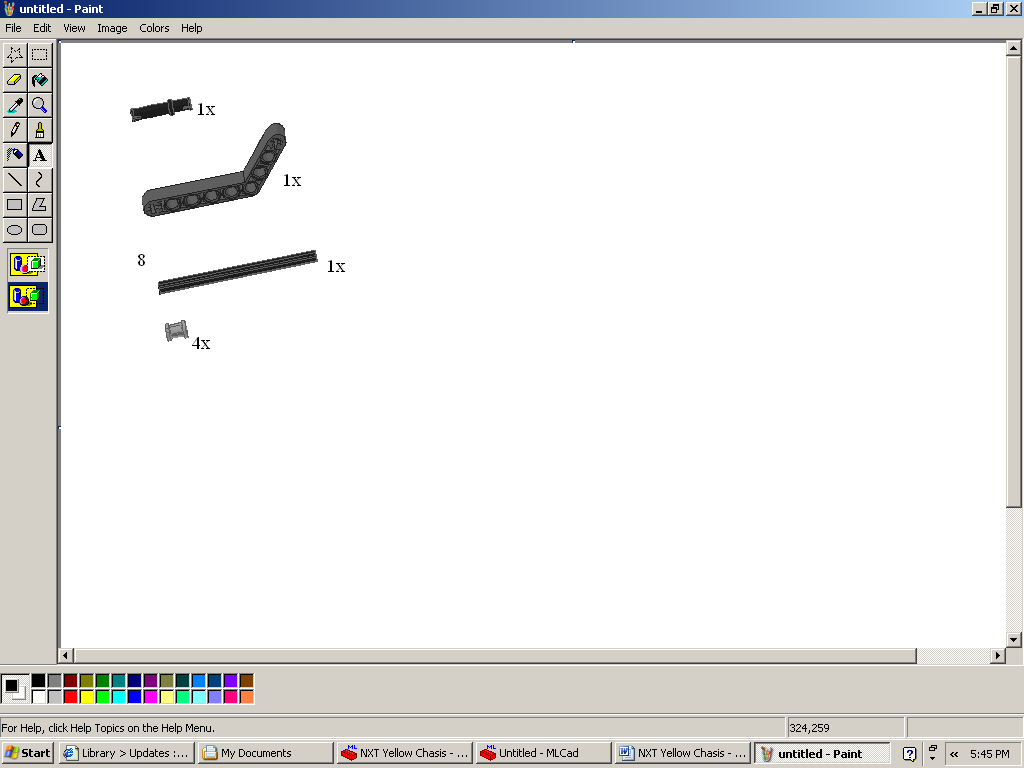 untitled - Paint
File Edit View Image Colors Help
A
1x
1x
8
1x
4x
For Help, click Help Topics on the Help Menu.
324,259
Start
Library > Updates :...
My Documents
ML
NXT Yellow Chasis - ...
ML
Untitled - MLCad
W
NXT Yellow Chasis - ...
untitled - Paint
?
«
5:45 PM